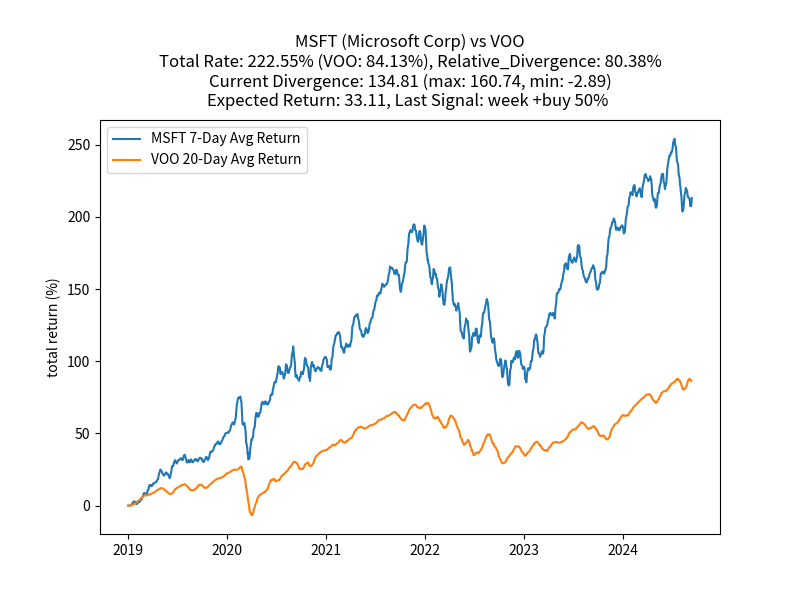 MSFT (Microsoft Corp) vs VOO
Total Rate: 222.55% (VOO: 84.13%), Relative_Divergence: 80.38%
Current Divergence: 134.81 (max: 160.74, min: -2.89)
Expected Return: 33.11, Last Signal: week +buy 50%
MSFT 7-Day Avg Return
VOO 20-Day Avg Return
total return (%)
250
200
150
100
50
0
2019
2020
2021
2022
2023
2024